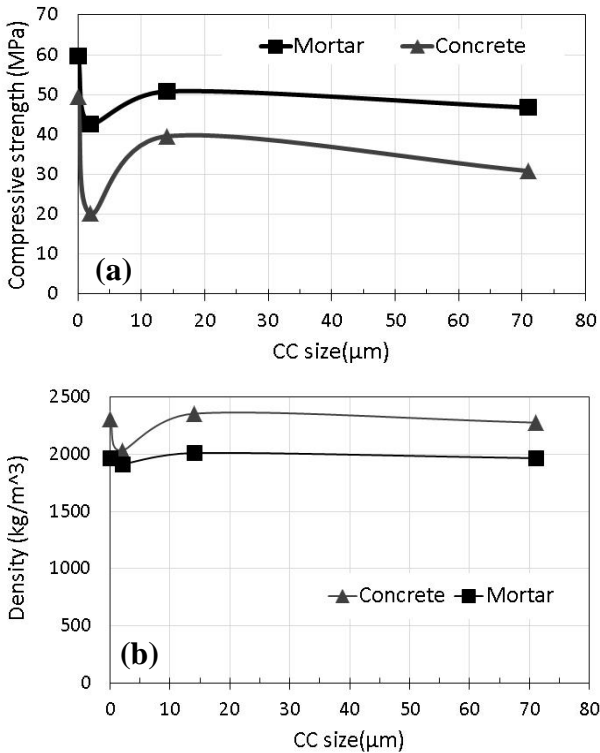 70
60
50
40
30
20
10
0
Compressive strength (MPa)
Mortar Concrete
(a)
0 10 20 30 40 50 60 70 80
CC size(µm)
2500
2000
1500
1000
500
0
Density (kg/m^3)
Concrete Mortar
(b)
0 10 20 30 40 50 60 70 80
CC size(µm)